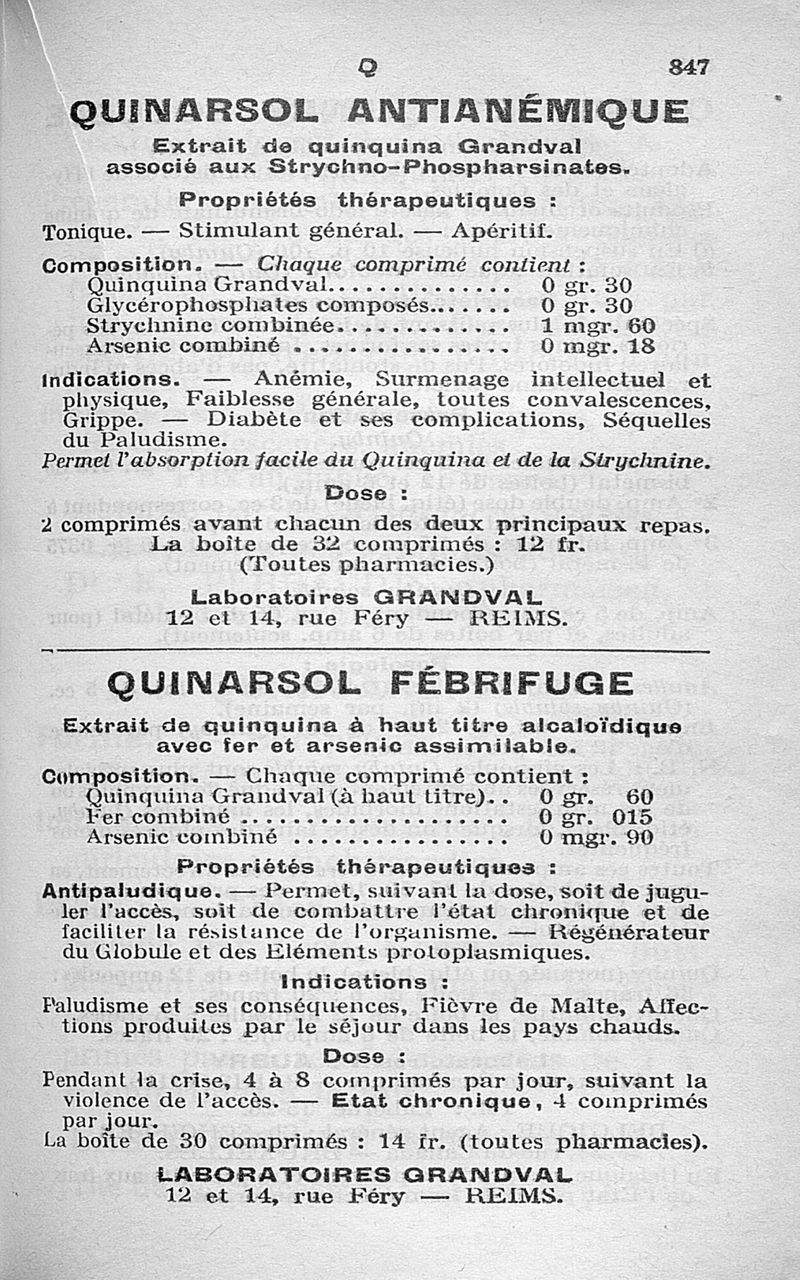 Q 847
QUINARSOL ANTIANÉMIQUE
Extrait de quinquina Grandval
associé aux Strychno-Phospharsinates.
Propriétés thérapeutiques :
Tonique. — Stimulant général. — Apéritif.
Composition. — Chaque comprimé contient :
Quinquina Grandval.............. 0 gr. 30
Glycérophosphates composés....... 0 gr. 30
Strychnine combinée............. 1 mgr. 60
Arsenic combiné ................ 0 mgr. 18
Indications. — Anémie, Surmenage intellectuel et
physique, Faiblesse générale, toutes convalescences,
Grippe. — Diabète et ses complications, Séquelles
du Paludisme.
Permet l'absorption facile du Quinquina et de la Strychnine.
Dose :
2 comprimés avant chacun des deux principaux repas.
La boîte de 32 comprimés : 12 fr.
(Toutes pharmacies.)
Laboratoires GRANDVAL
12 et 14, rue Féry — REIMS.
QUINARSOL FÉBRIFUGE
Extrait de quinquina à haut titre alcaloïdique
avec fer et arsenic assimilable.
Composition. — Chaque comprimé contient :
Quinquina Grandval (à haut titre).. 0 gr. 60
Fer combiné .................... 0 gr. 015
Arsenic combiné ................ 0 mgr. 90
Propriétés thérapeutiques :
Antipaludique. — Permet, suivant la dose, soit de jugu-
ler l'accès, soit de combattre l'état chronique et de
faciliter la résistance de l'organisme. — Régénérateur
du Globule et des Eléments protoplasmiques.
Indications :
Paludisme et ses conséquences, Fièvre de Malte, Affec-
tions produites par le séjour dans les pays chauds.
Dose :
Pendant la crise, 4 à 8 comprimés par jour, suivant la
violence de l'accès. — Etat chronique, 4 comprimés
par jour.
La boîte de 30 comprimés : 14 fr. (toutes pharmacies).
LABORATOIRES GRANDVAL
12 et 14, rue Féry — REIMS.